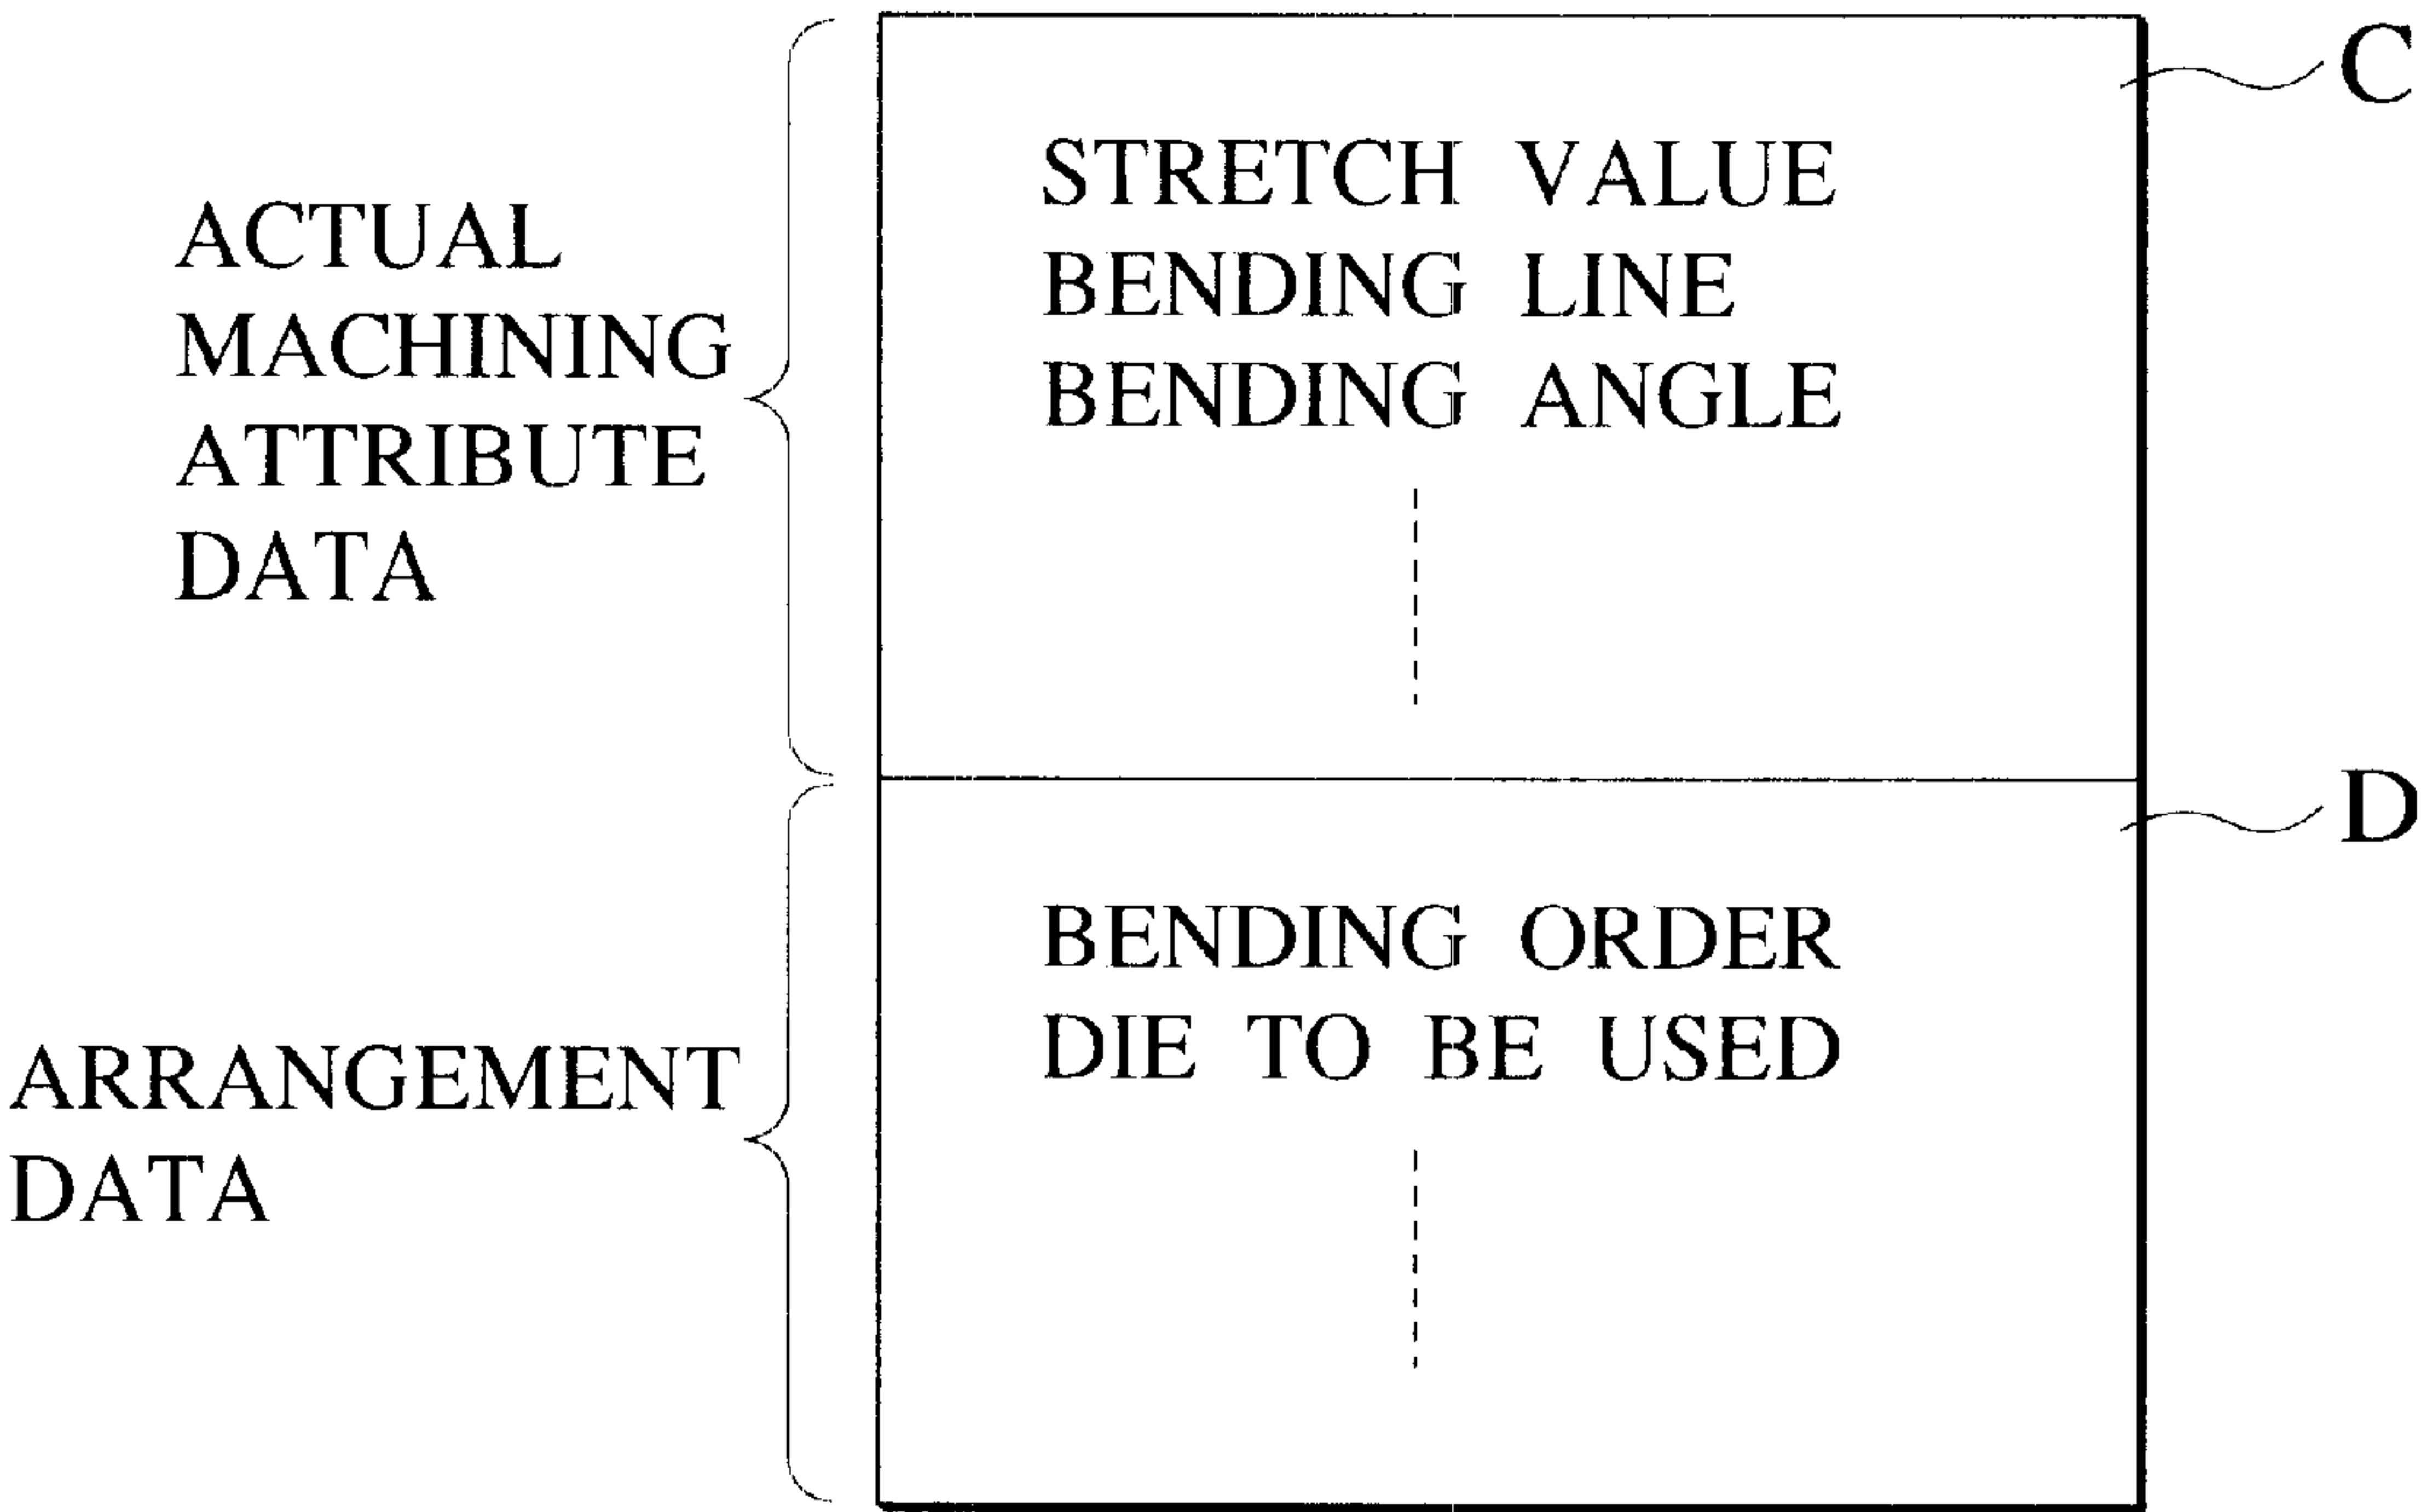 C
STRETCH VALUE
BENDING LINE
BENDING ANGLE
ACTUAL
MACHINING
ATTRIBUTE
DATA
D
BENDING ORDER
DIE TO BE USED
ARRANGEMENT
DATA